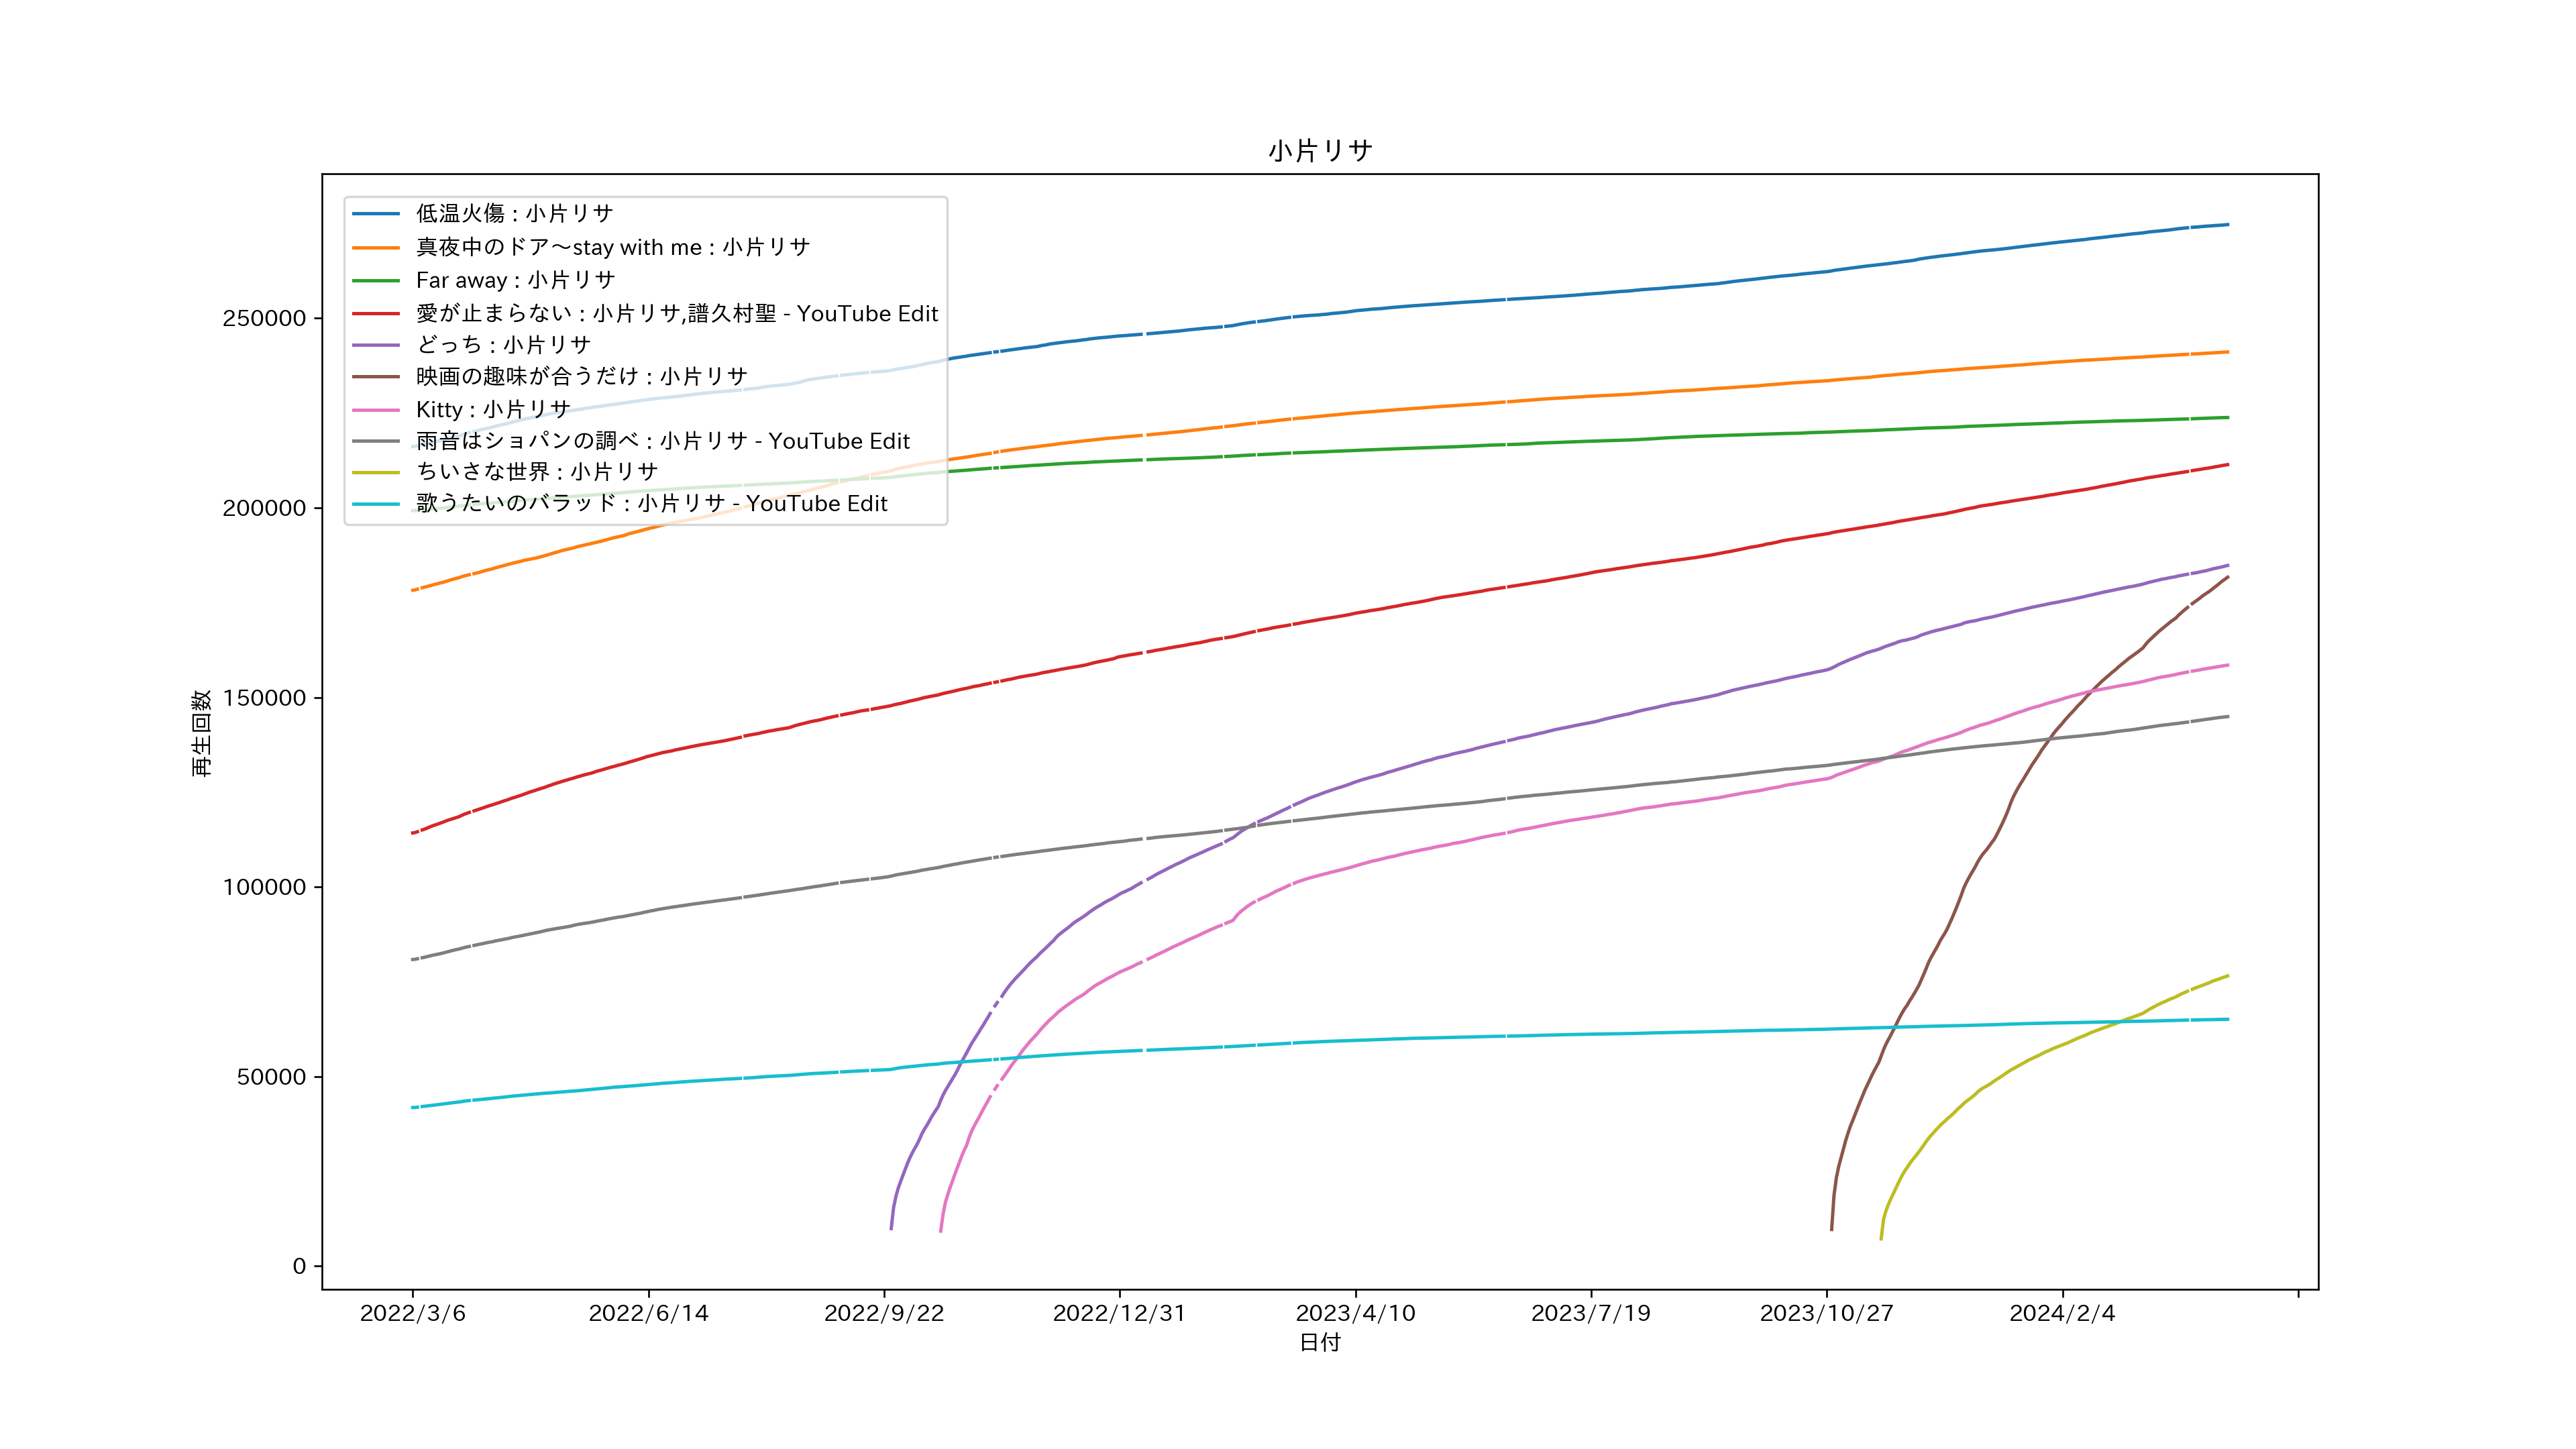 小片リサ
低温火傷 : 小片リサ
真夜中のドア〜stay with me : 小片リサ
Far away : 小片リサ
愛が止まらない : 小片リサ,譜久村聖 - YouTube Edit
どっち : 小片リサ
映画の趣味が合うだけ : 小片リサ
Kitty : 小片リサ
雨音はショパンの調べ : 小片リサ - YouTube Edit
ちいさな世界 : 小片リサ
歌うたいのバラッド : 小片リサ - YouTube Edit
250000
200000
150000
100000
50000
0
再生回数
2022/3/6
2022/6/14
2022/9/22
2022/12/31
2023/4/10
2023/7/19
2023/10/27
2024/2/4
日付